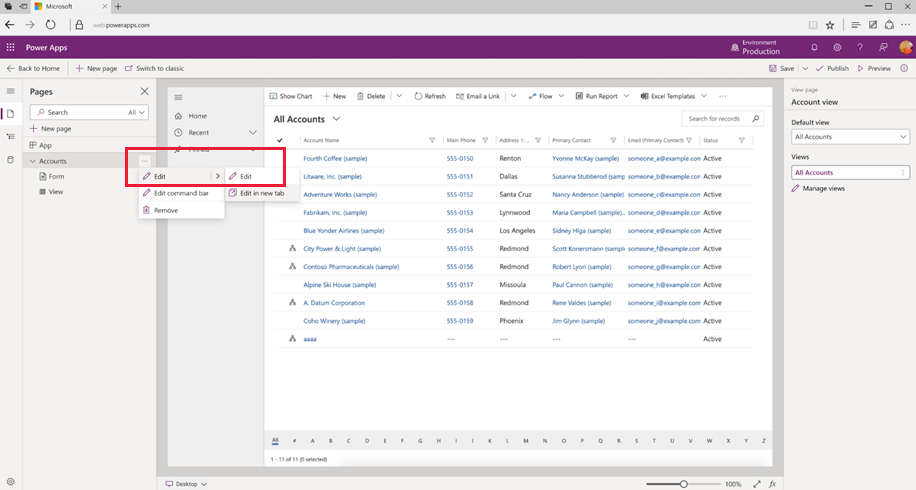 Microsoft
web.powerapps.com
Power Apps
Environment
Production
Back to Home
New page
Switch to classic
Save
Publish
Preview
Pages
Search
All
New page
App
Accounts
Form
View
Edit
Edit command bar
Remove
Edit
Edit in new tab
Home
Recent
Show Chart
New
Delete
Refresh
Email a Link
Flow
Run Report
Excel Templates
All Accounts
Search for records
Account Name Main Phone Address 1: ... Primary Contact Email (Primary Contact) Status
Fourth Coffee (sample) 555-0150 Renton Yvonne McKay (sample) someone_a@example.com Active
Litware, Inc. (sample) 555-0151 Dallas Susanna Stubberod (samp... someone_b@example.com Active
Adventure Works (sample) 555-0152 Santa Cruz Nancy Anderson (sample) someone_c@example.com Active
Fabrikam, Inc. (sample) 555-0153 Lynnwood Maria Campbell (sample)... someone_d@example.com Active
Blue Yonder Airlines (sample) 555-0154 Los Angeles Sidney Higa (sample) someone_e@example.com Active
City Power & Light (sample) 555-0155 Redmond Scott Konersmann (sample) someone_f@example.com Active
Contoso Pharmaceuticals (sample) 555-0156 Redmond Robert Lyon (sample) someone_g@example.com Active
Alpine Ski House (sample) 555-0157 Missoula Paul Cannon (sample) someone_h@example.com Active
A. Datum Corporation 555-0158 Redmond Rene Valdes (sample) someone_i@example.com Active
Coho Winery (sample) 555-0159 Phoenix Jim Glynn (sample) someone_j@example.com Active
aaaa --- --- --- --- Active
All # A B C D E F G H I J K L M N O P Q R S T U V W X Y Z
1 - 11 of 11 (0 selected)
Desktop
100%
View page
Account view
Default view
All Accounts
Views
All Accounts
Manage views